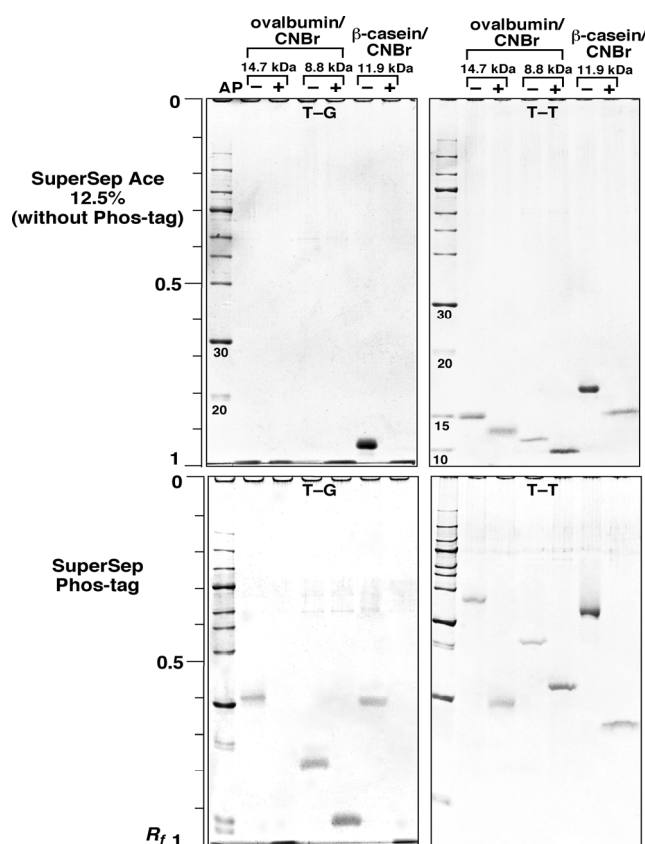 ovalbumin/
CNBr
β-casein/
CNBr
14.7 kDa 8.8 kDa 11.9 kDa
AP − + − + − +
ovalbumin/
CNBr
β-casein/
CNBr
14.7 kDa 8.8 kDa 11.9 kDa
− + − + − +
SuperSep Ace
12.5%
(without Phos-tag)
0
0.5
1
T–G
30
20
T–T
30
20
15
10
SuperSep
Phos-tag
0
0.5
Rf 1
T–G
T–T